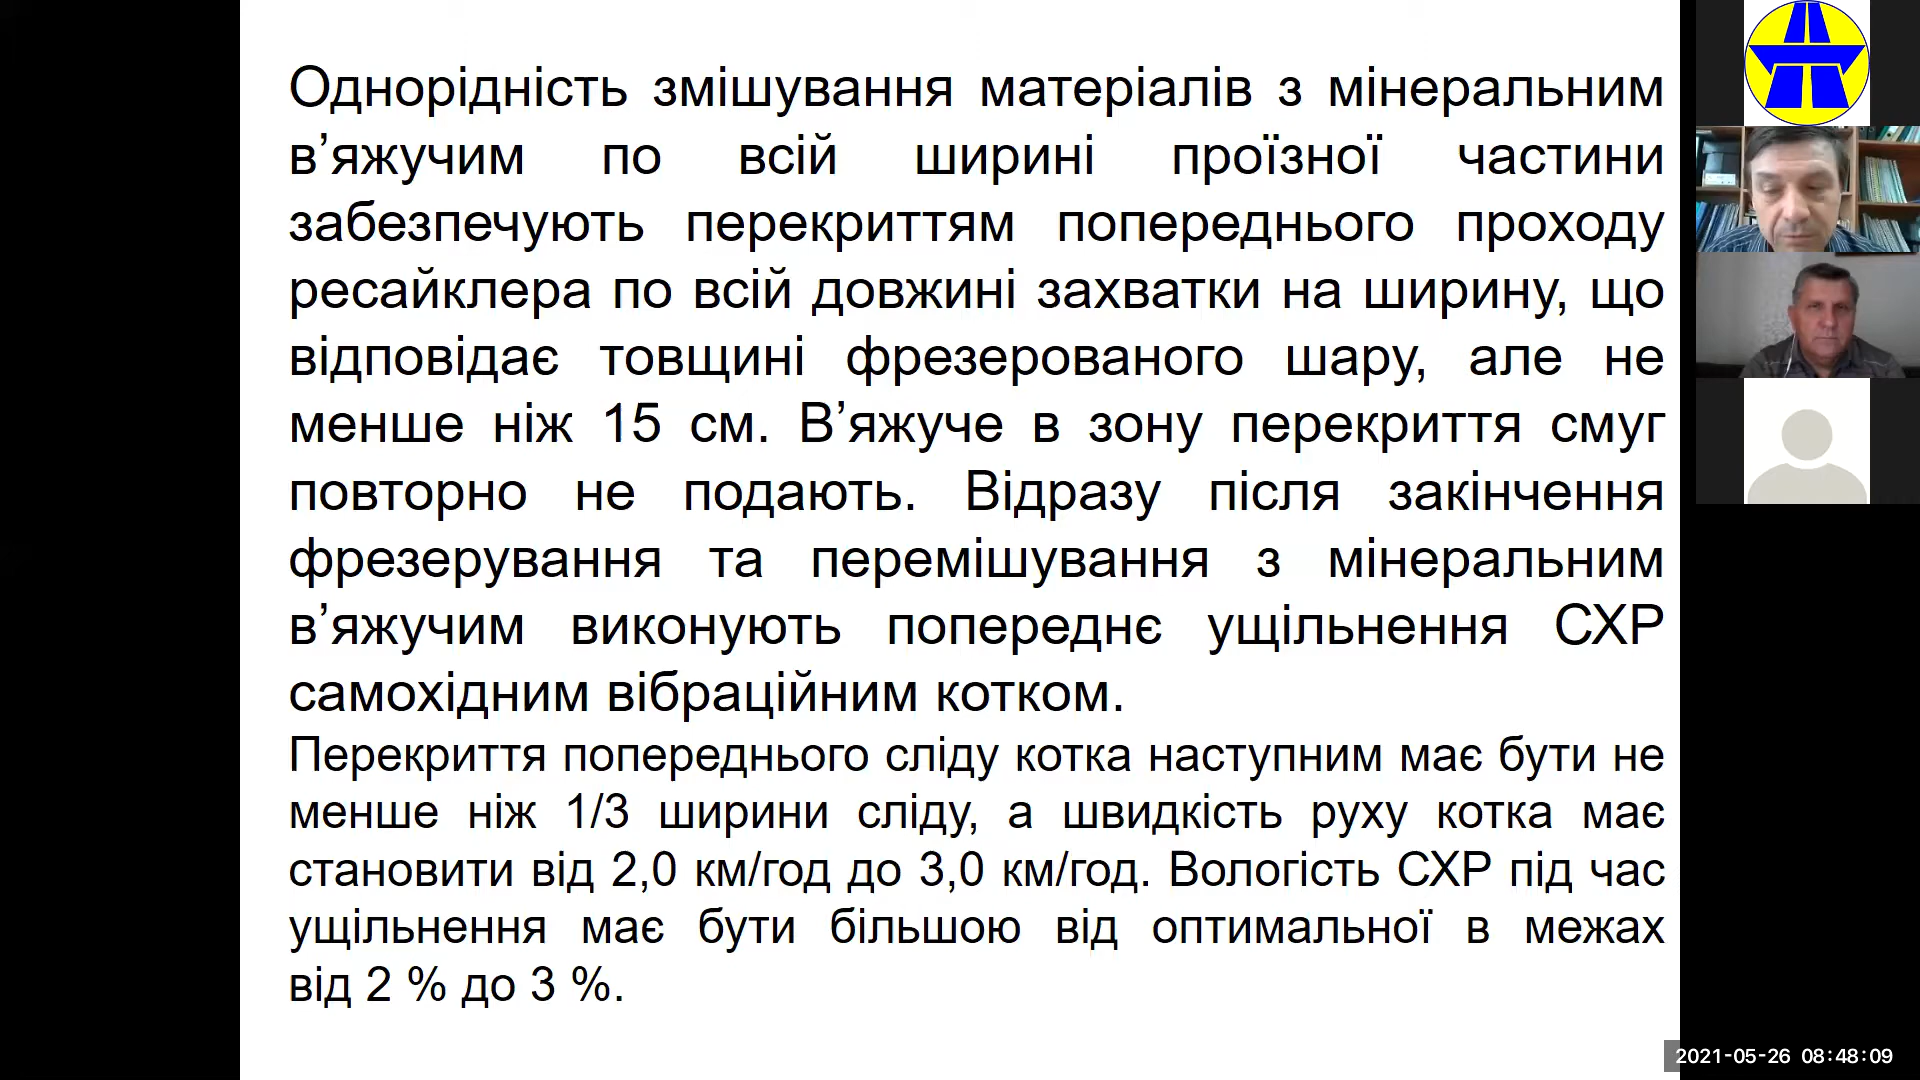 Однорідність змішування матеріалів з мінеральним
в’яжучим по всій ширині проїзної частини
забезпечують перекриттям попереднього проходу
ресайклера по всій довжині захватки на ширину, що
відповідає товщині фрезерованого шару, але не
менше ніж 15 см. В’яжуче в зону перекриття смуг
повторно не подають. Відразу після закінчення
фрезерування та перемішування з мінеральним
в’яжучим виконують попереднє ущільнення СХР
самохідним вібраційним котком.
Перекриття попереднього сліду котка наступним має бути не
менше ніж 1/3 ширини сліду, а швидкість руху котка має
становити від 2,0 км/год до 3,0 км/год. Вологість СХР під час
ущільнення має бути більшою від оптимальної в межах
від 2 % до 3 %.
2021-05-26 08:48:09